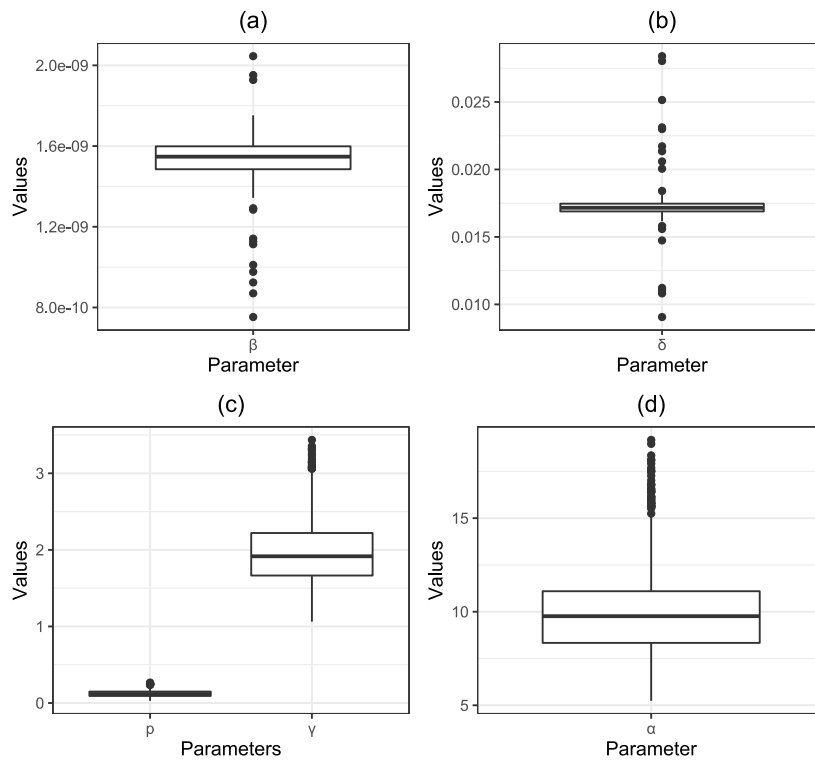 (a)
2.0e-09
1.6e-09
1.2e-09
8.0e-10
Values
β
Parameter
(b)
0.025
0.020
0.015
0.010
Values
δ
Parameter
(c)
3
2
1
0
Values
p
γ
Parameters
(d)
15
10
5
Values
α
Parameter